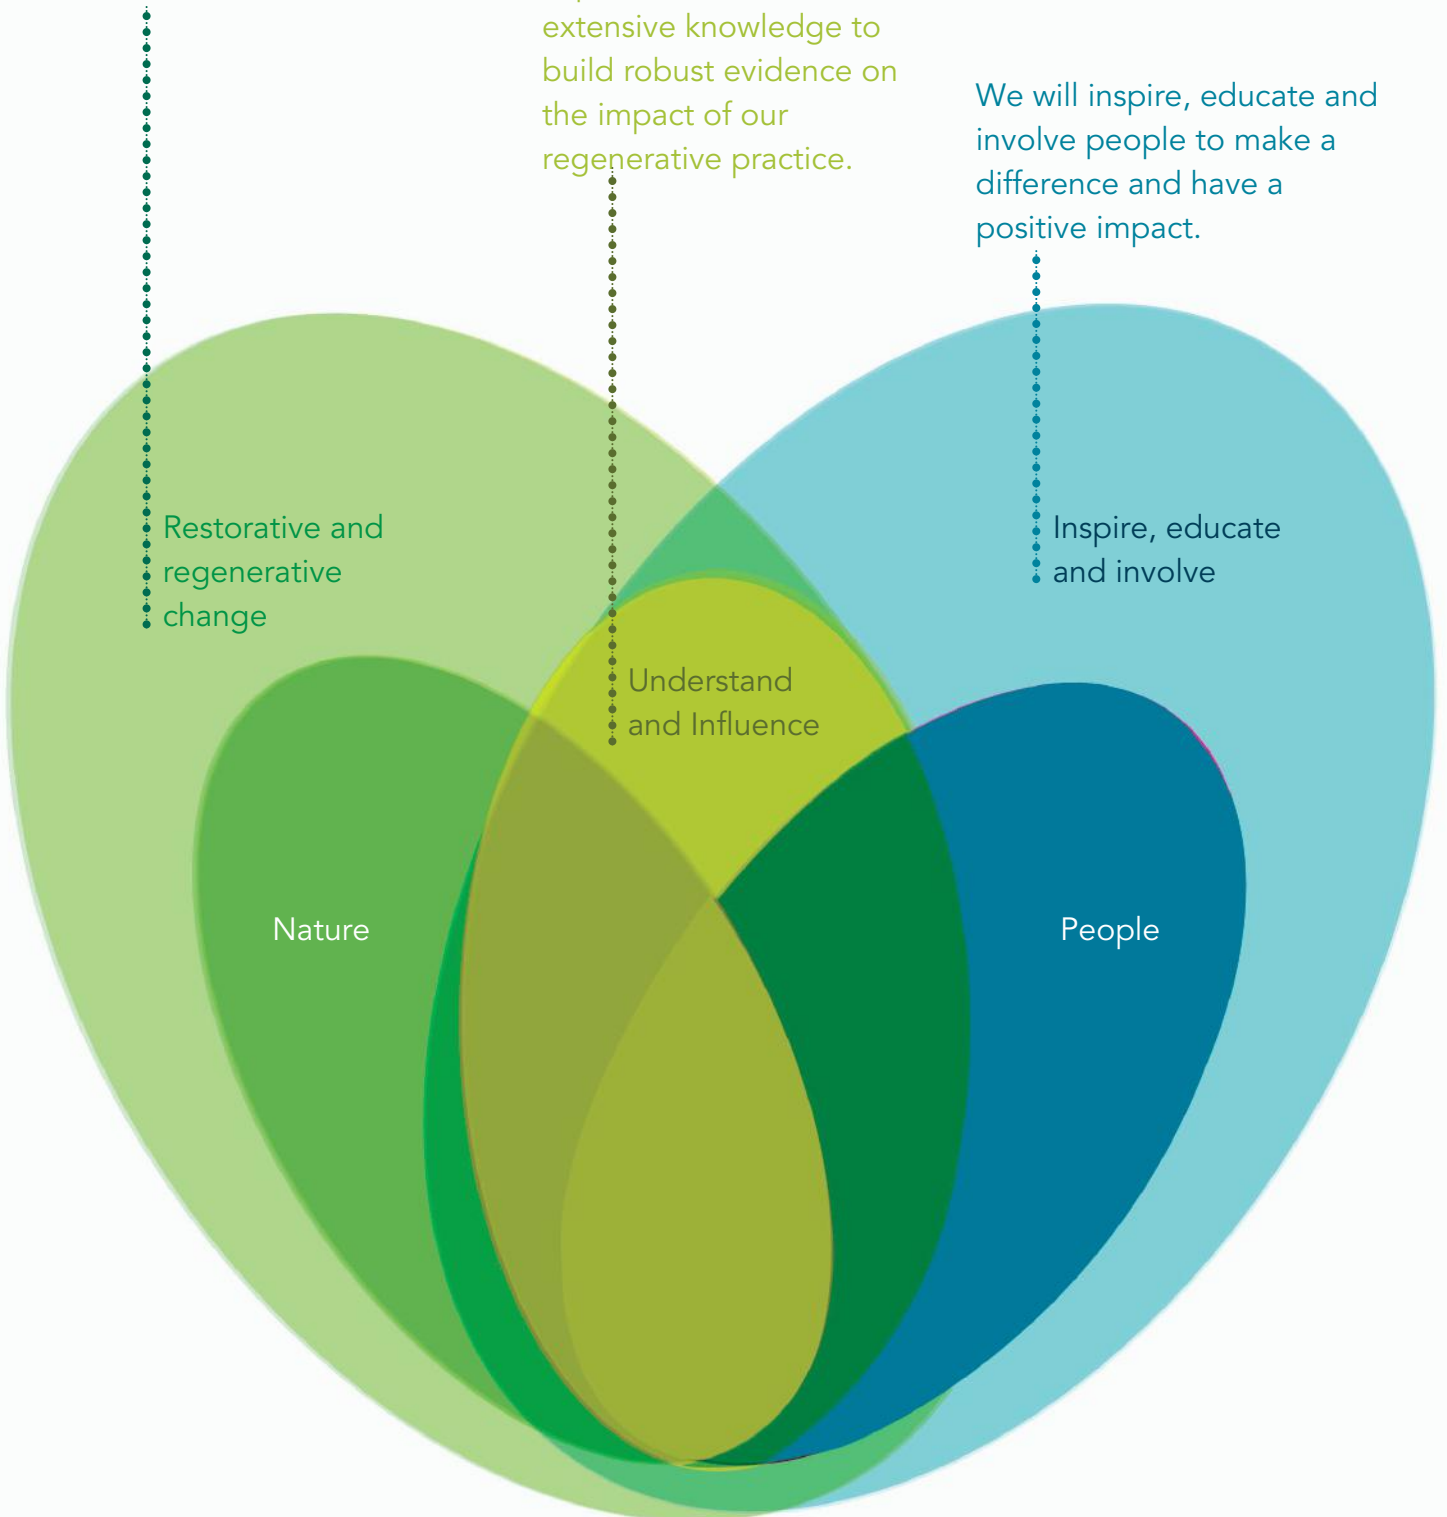 extensive knowledge to
build robust evidence on
the impact of our
regenerative practice.
We will inspire, educate and
involve people to make a
difference and have a
positive impact.
Restorative and
regenerative
change
Inspire, educate
and involve
Understand
and Influence
Nature
People